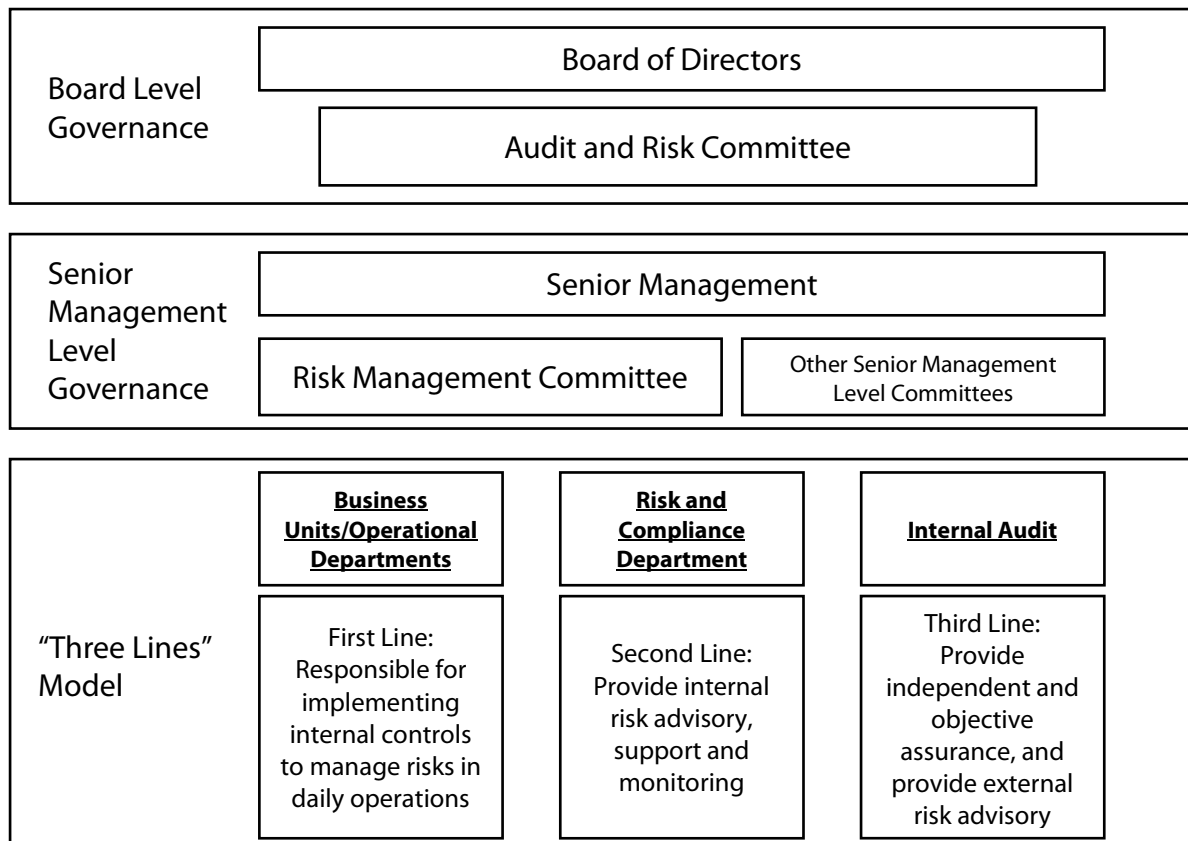 Board Level
Governance
Board of Directors
Audit and Risk Committee
Senior
Management
Level
Governance
Senior Management
Risk Management Committee
Other Senior Management
Level Committees
“Three Lines”
Model
Business
Units/Operational
Departments
First Line:
Responsible for
implementing
internal controls
to manage risks in
daily operations
Risk and
Compliance
Department
Second Line:
Provide internal
risk advisory,
support and
monitoring
Internal Audit
Third Line:
Provide
independent and
objective
assurance, and
provide external
risk advisory